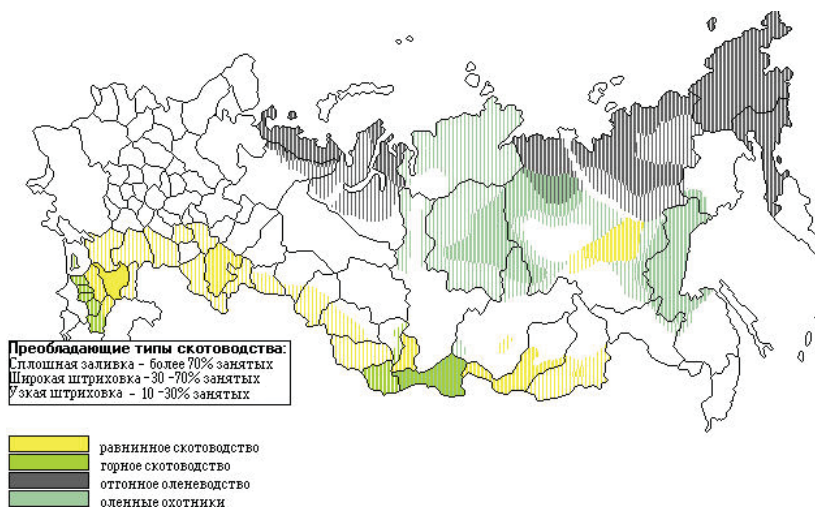 Преобладающие типы скотоводства:
Сплошная заливка - более 70% занятых
Широкая штриховка -30 -70% занятых
Узкая штриховка - 10 -30% занятых
равнинное скотоводство
горное скотоводство
отгонное оленеводство
оленные охотники